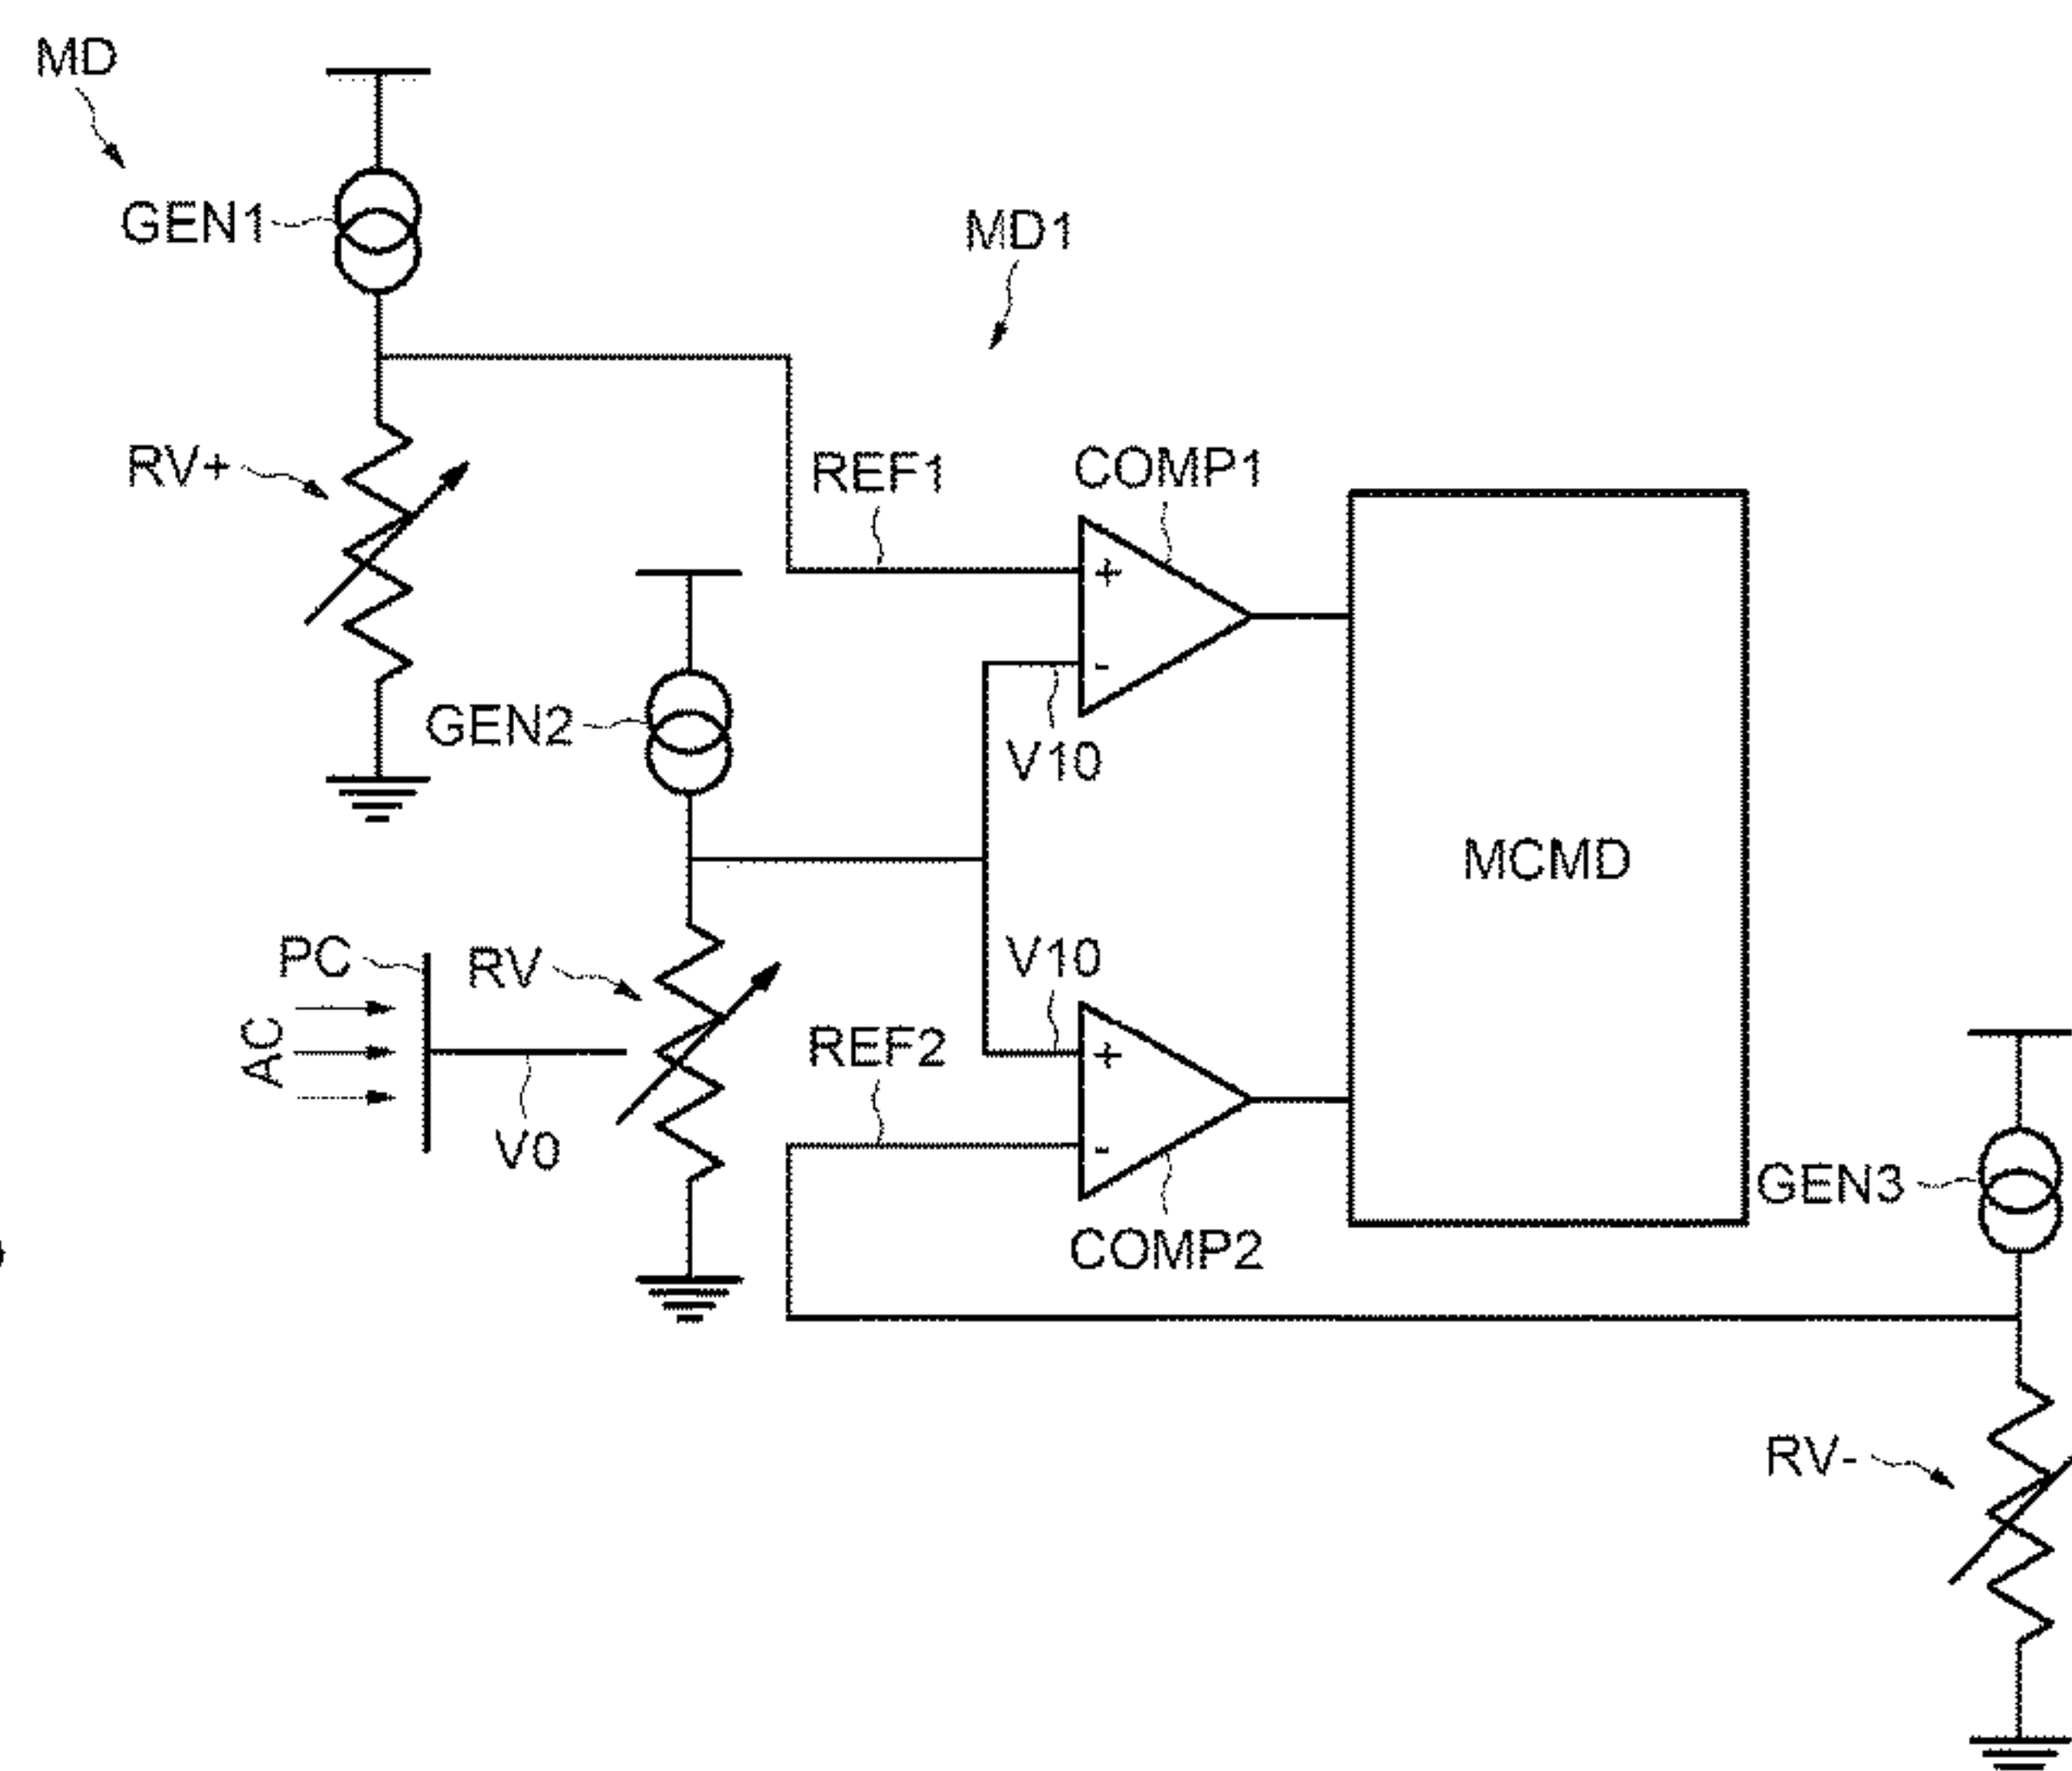 MD
GEN1
MD1
RV+
REF1
COMP1
+
-
GEN2
V10
MCMD
PC
RV
V10
AC
REF2
+
-
V0
GEN3
COMP2
RV-